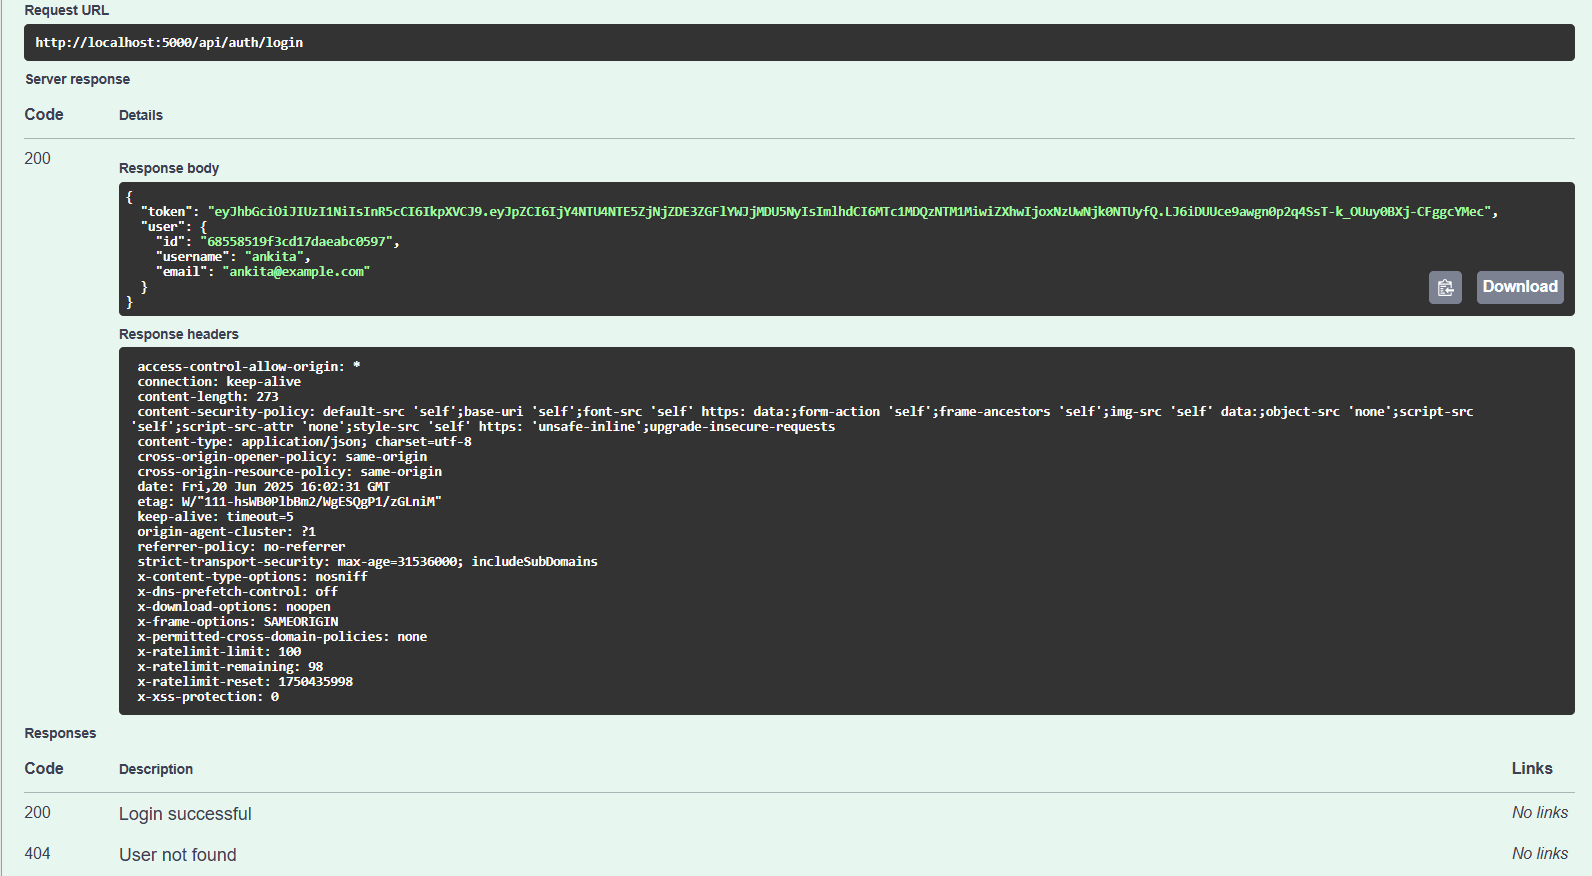 Request URL
http://localhost:5000/api/auth/login
Server response
Code Details
200
Response body
{
"token": "eyJhbGciOiJIUzI1NiIsInR5cCI6IkpXVCJ9.eyJpZCI6IjY4NTU4NTE5ZjNjZDE3ZGFlYWJjMDU5NyIsImlhdCI6MTc1MDQzNTM1MiwiZXhwIjoxNzUwNjk0NTUyfQ.LJ6iDUUce9awgn0p2q4SsT-k_OUuy0BXj-CFggcYMec",
"user": {
"id": "68558519f3cd17daeabc0597",
"username": "ankita",
"email": "ankita@example.com"
}
}
Download
Response headers
access-control-allow-origin: *
connection: keep-alive
content-length: 273
content-security-policy: default-src 'self';base-uri 'self';font-src 'self' https: data:;form-action 'self';frame-ancestors 'self';img-src 'self' data:;object-src 'none';script-src
'self';script-src-attr 'none';style-src 'self' https: 'unsafe-inline';upgrade-insecure-requests
content-type: application/json; charset=utf-8
cross-origin-opener-policy: same-origin
cross-origin-resource-policy: same-origin
date: Fri,20 Jun 2025 16:02:31 GMT
etag: W/"111-hsWB0PlbBm2/WgESQgP1/zGLniM"
keep-alive: timeout=5
origin-agent-cluster: ?1
referrer-policy: no-referrer
strict-transport-security: max-age=31536000; includeSubDomains
x-content-type-options: nosniff
x-dns-prefetch-control: off
x-download-options: noopen
x-frame-options: SAMEORIGIN
x-permitted-cross-domain-policies: none
x-ratelimit-limit: 100
x-ratelimit-remaining: 98
x-ratelimit-reset: 1750435998
x-xss-protection: 0
Responses
Code Description Links
200 Login successful No links
404 User not found No links